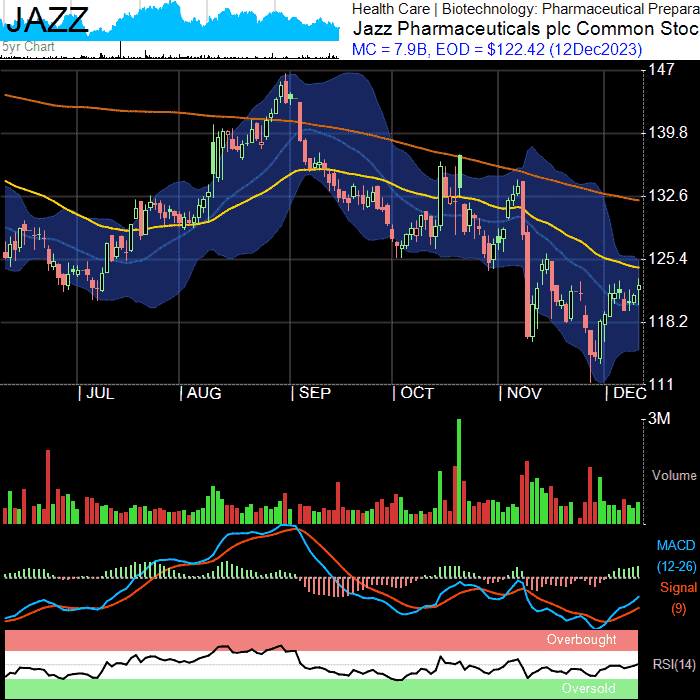 JAZZ
5yr Chart
Health Care | Biotechnology: Pharmaceutical Prepara
Jazz Pharmaceuticals plc Common Stoc
MC = 7.9B, EOD = $122.42 (12Dec2023)
147
139.8
132.6
125.4
118.2
111
JUL
AUG
SEP
OCT
NOV
DEC
3M
Volume
MACD
(12-26)
Signal
(9)
Overbought
RSI(14)
Oversold